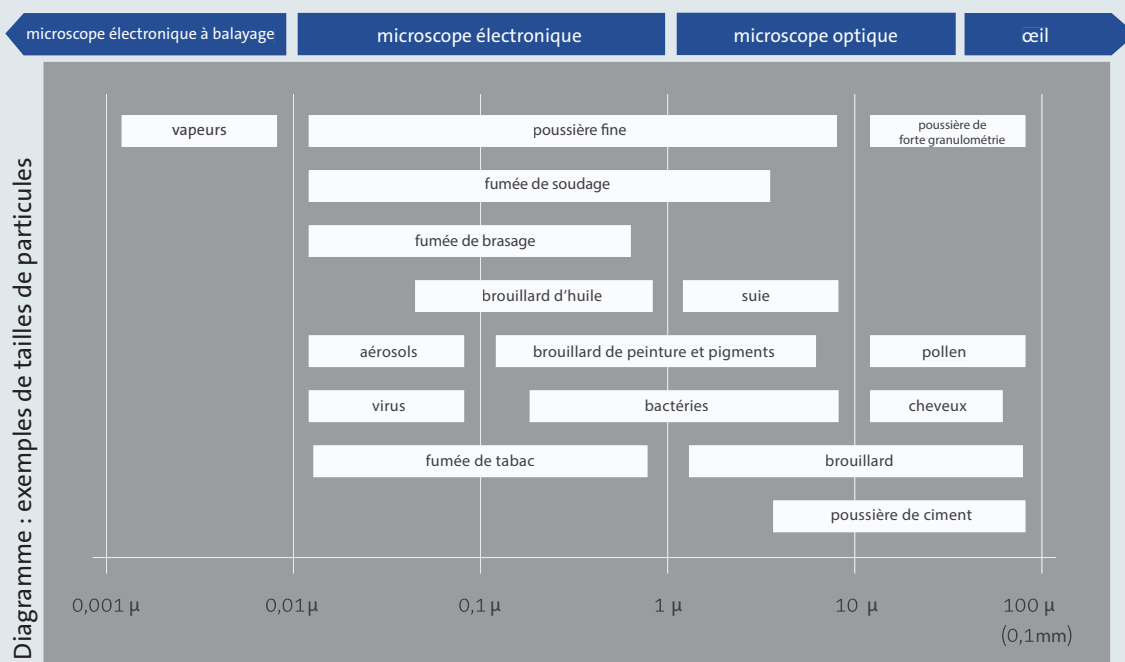 microscope électronique à balayage
microscope électronique
microscope optique
œil
Diagramme : exemples de tailles de particules
vapeurs
poussière fine
poussière de
forte granulométrie
fumée de soudage
fumée de brasage
brouillard d'huile
suie
aérosols
brouillard de peinture et pigments
pollen
virus
bactéries
cheveux
fumée de tabac
brouillard
poussière de ciment
0,001 µ
0,01µ
0,1 µ
1 µ
10 µ
100 µ
(0,1mm)